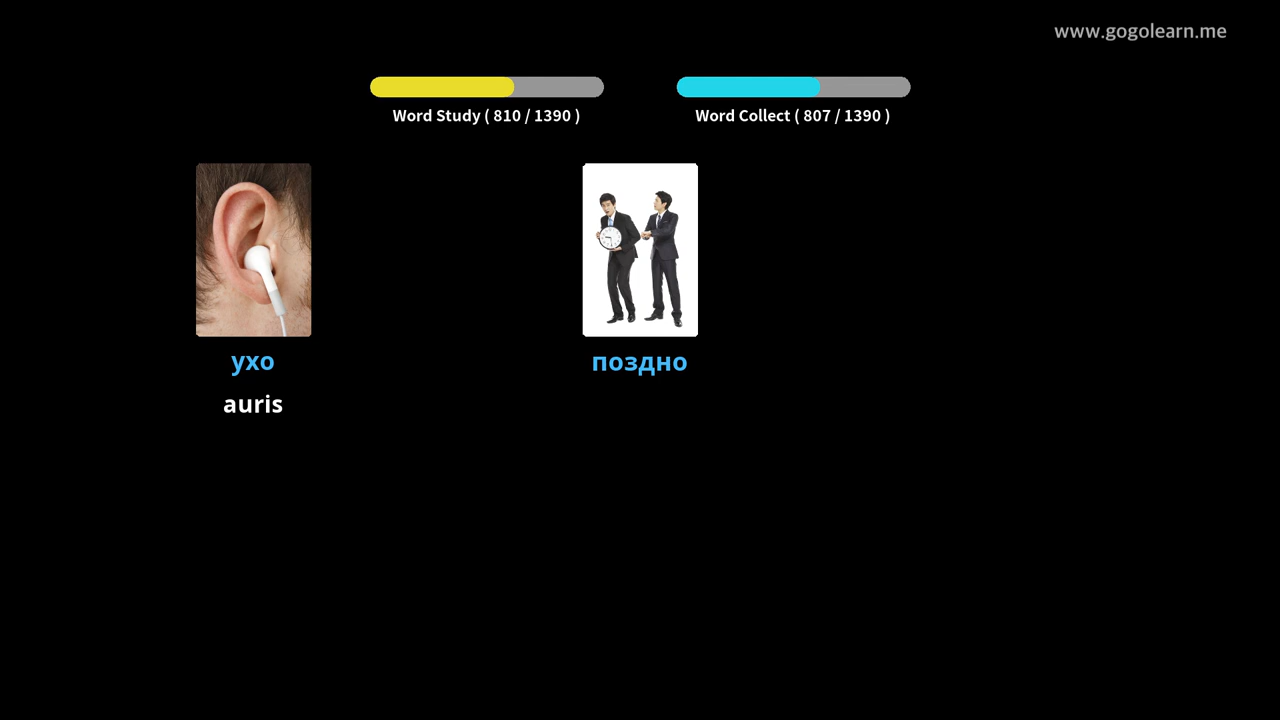 www.gogolearn.me
Word Study ( 810 / 1390 )
Word Collect ( 807 / 1390 )
ухо
auris
поздно